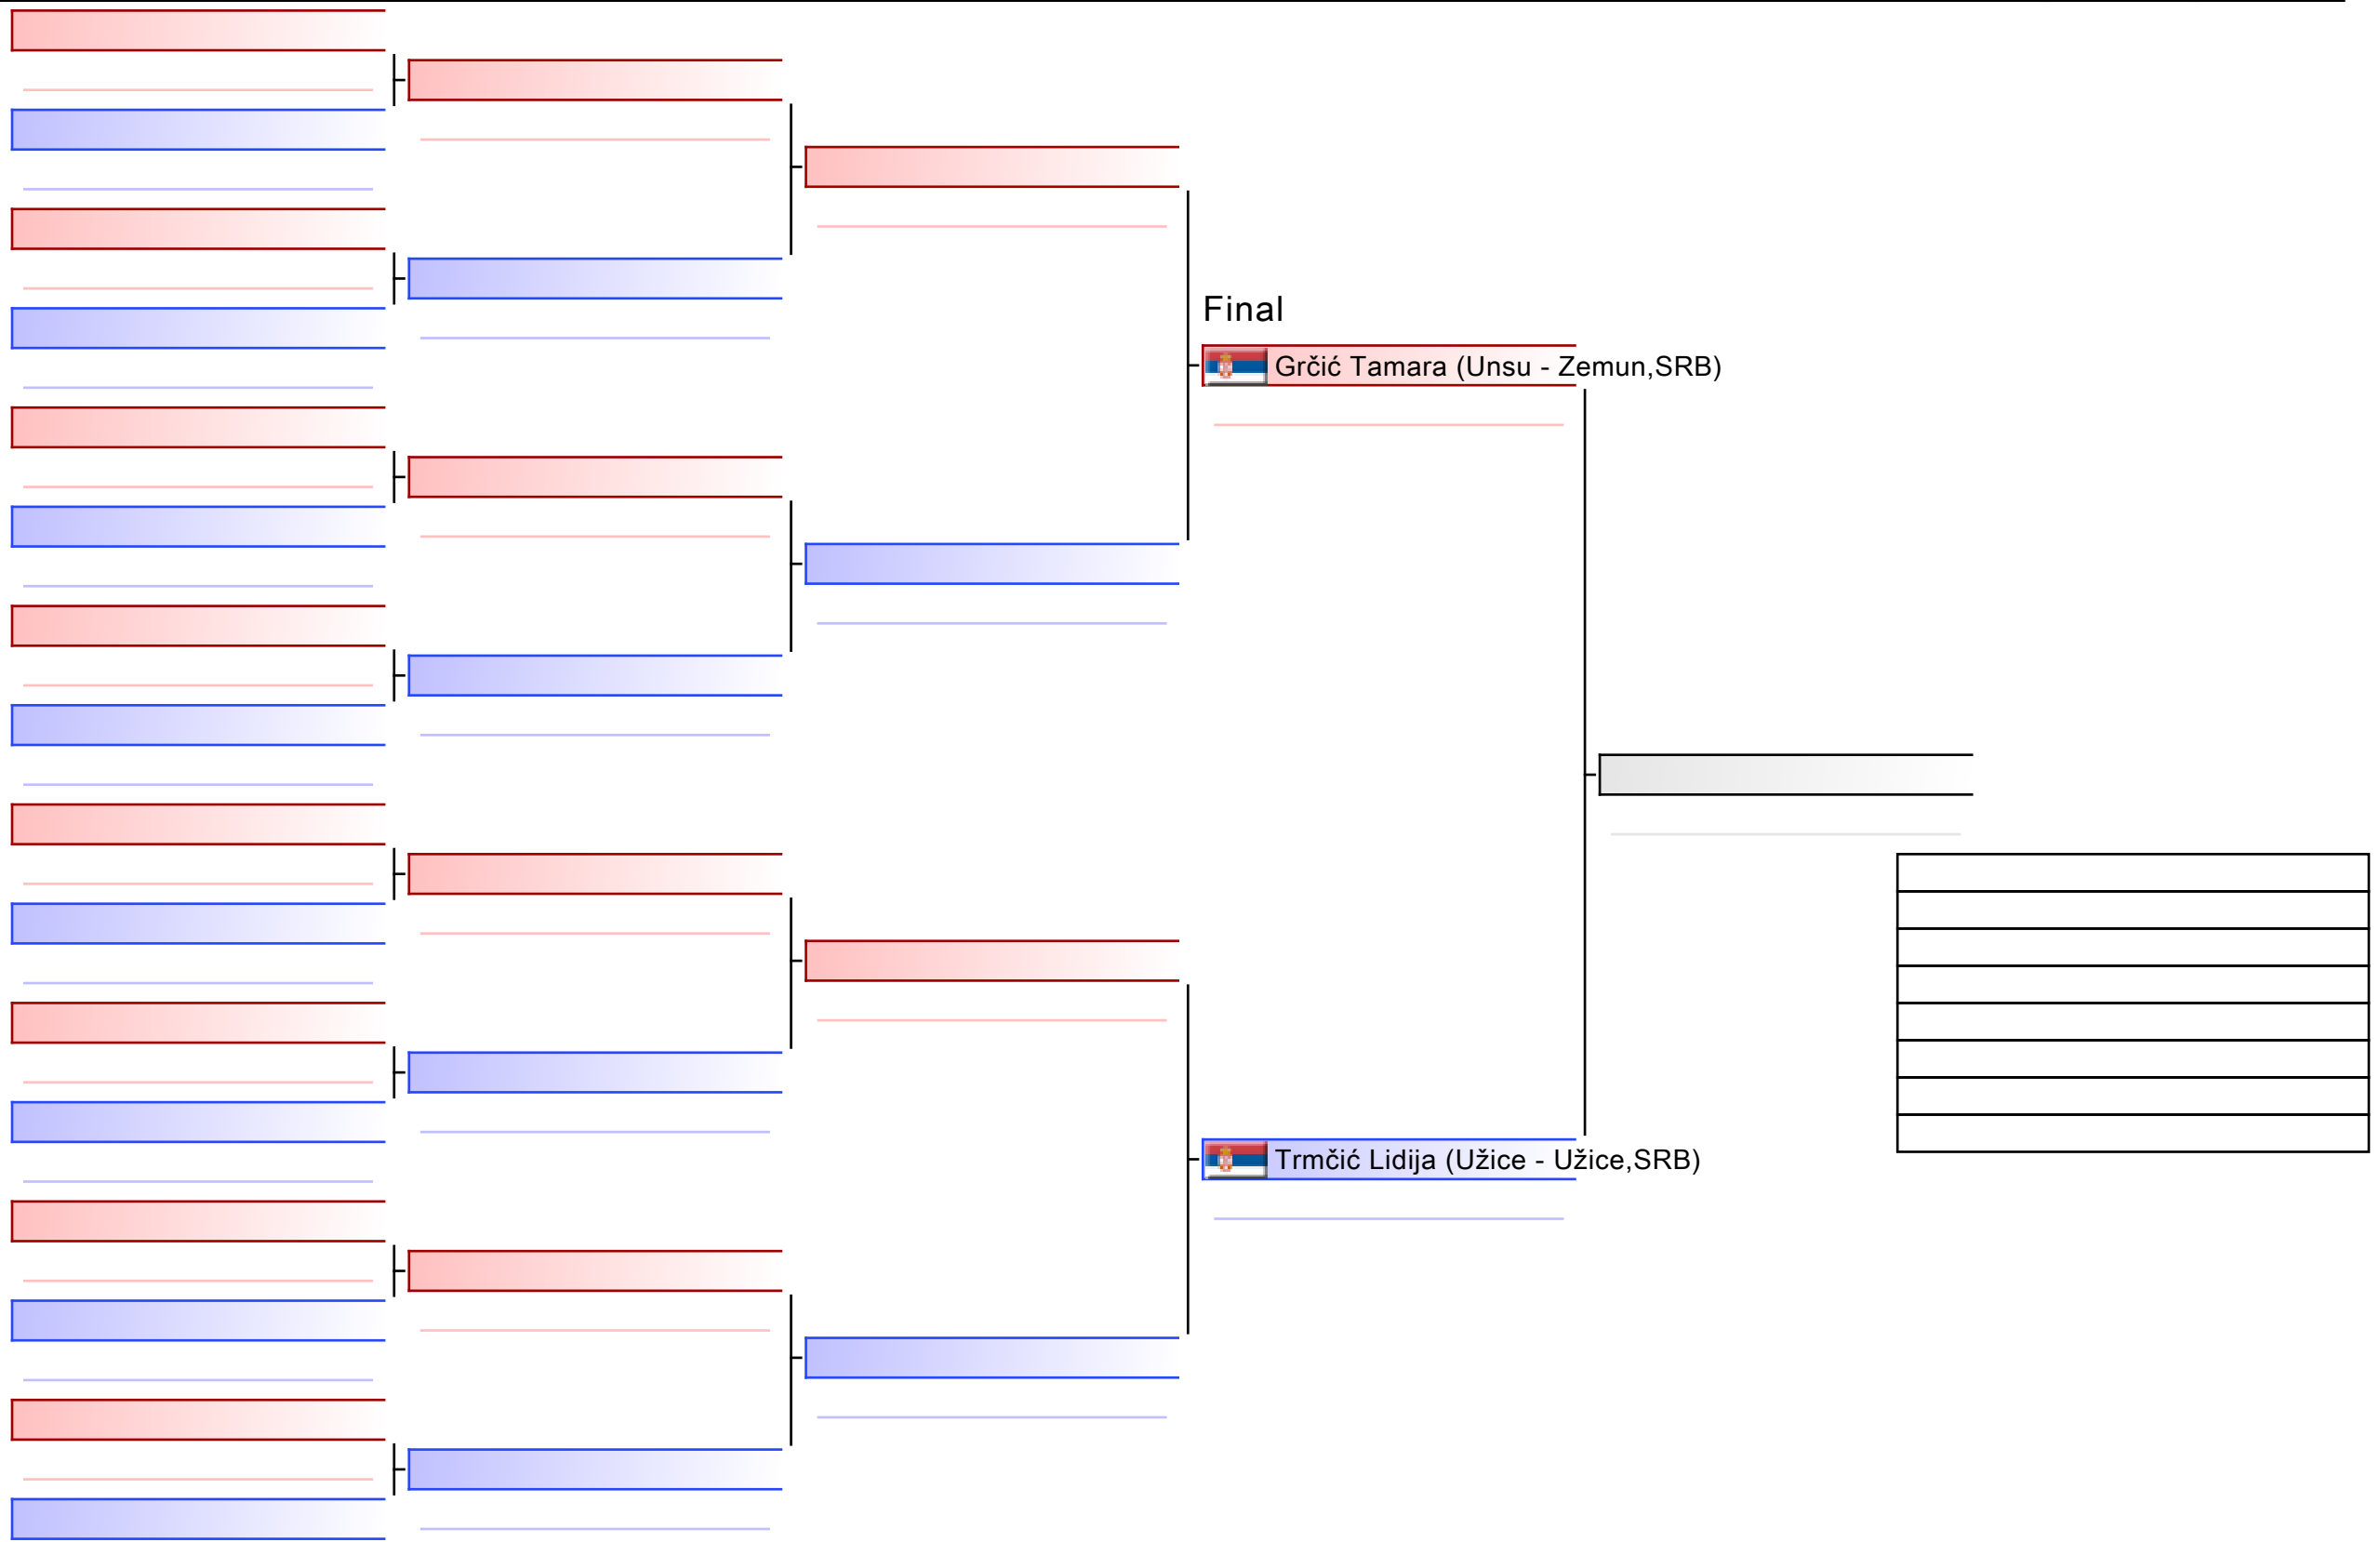 Final
Grčić Tamara (Unsu - Zemun,SRB)
Trmčić Lidija (Užice - Užice,SRB)